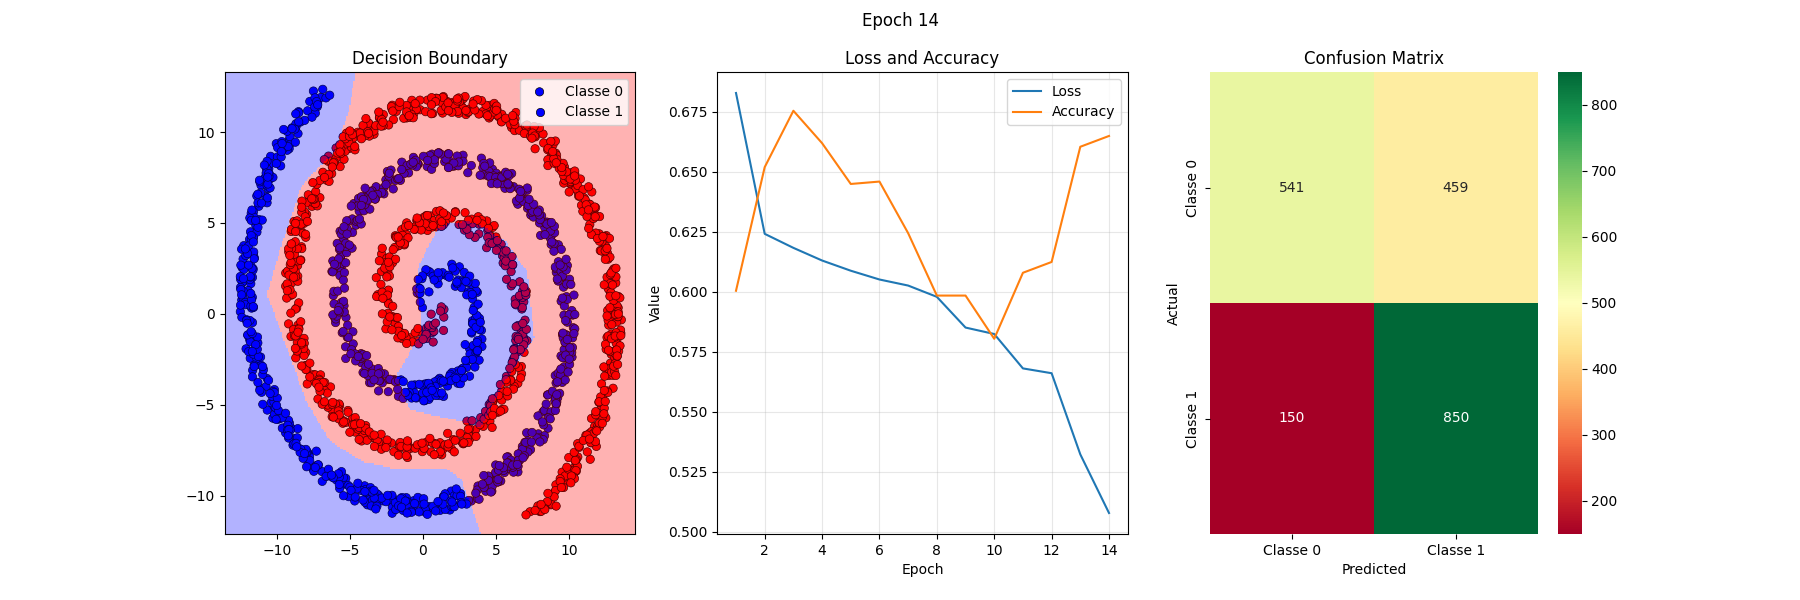 Epoch 14
Decision Boundary
Classe 0
Classe 1
10
5
0
−5
−10
−10
−5
0
5
10
Loss and Accuracy
Loss
Accuracy
Value
0.675
0.650
0.625
0.600
0.575
0.550
0.525
0.500
2
4
6
8
10
12
14
Epoch
Confusion Matrix
Actual
Classe 0
Classe 1
541
459
150
850
Classe 0
Classe 1
Predicted
800
700
600
500
400
300
200